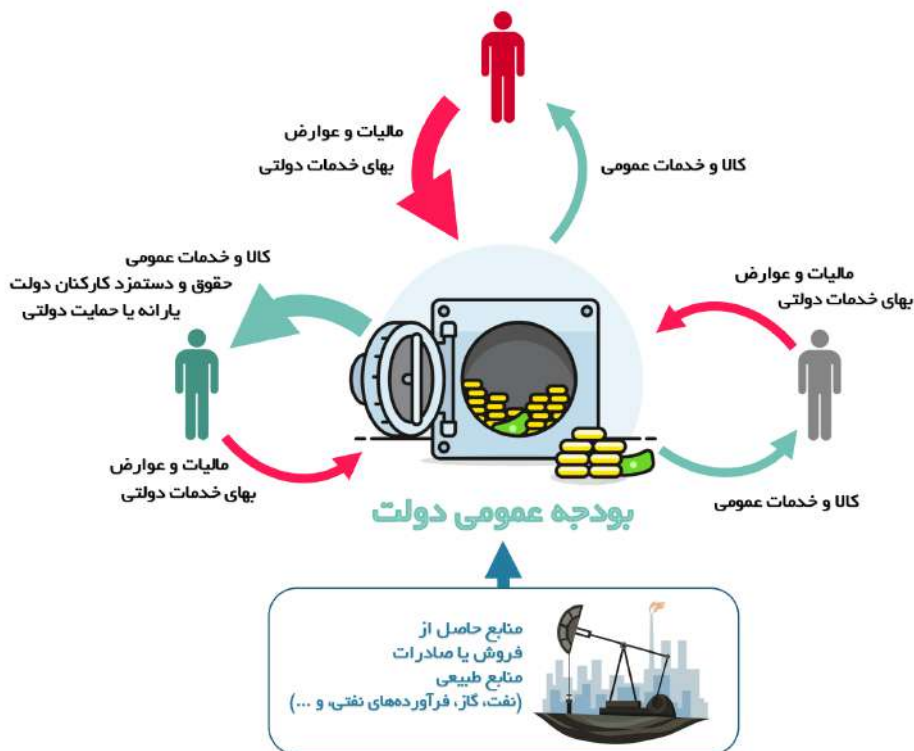 مالیات و عوارض
بهای خدمات دولتی
کالا و خدمات عمومی
مالیات و عوارض
بهای خدمات دولتی
کالا و خدمات عمومی
کالا و خدمات عمومی
حقوق و دستمزد کارکنان دولت
یارانه یا حمایت دولتی
مالیات و عوارض
بهای خدمات دولتی
بودجه عمومی دولت
منابع حاصل از
فروش یا صادرات
منابع طبیعی
(نفت، گاز، فرآورده‌های نفتی، و ...)